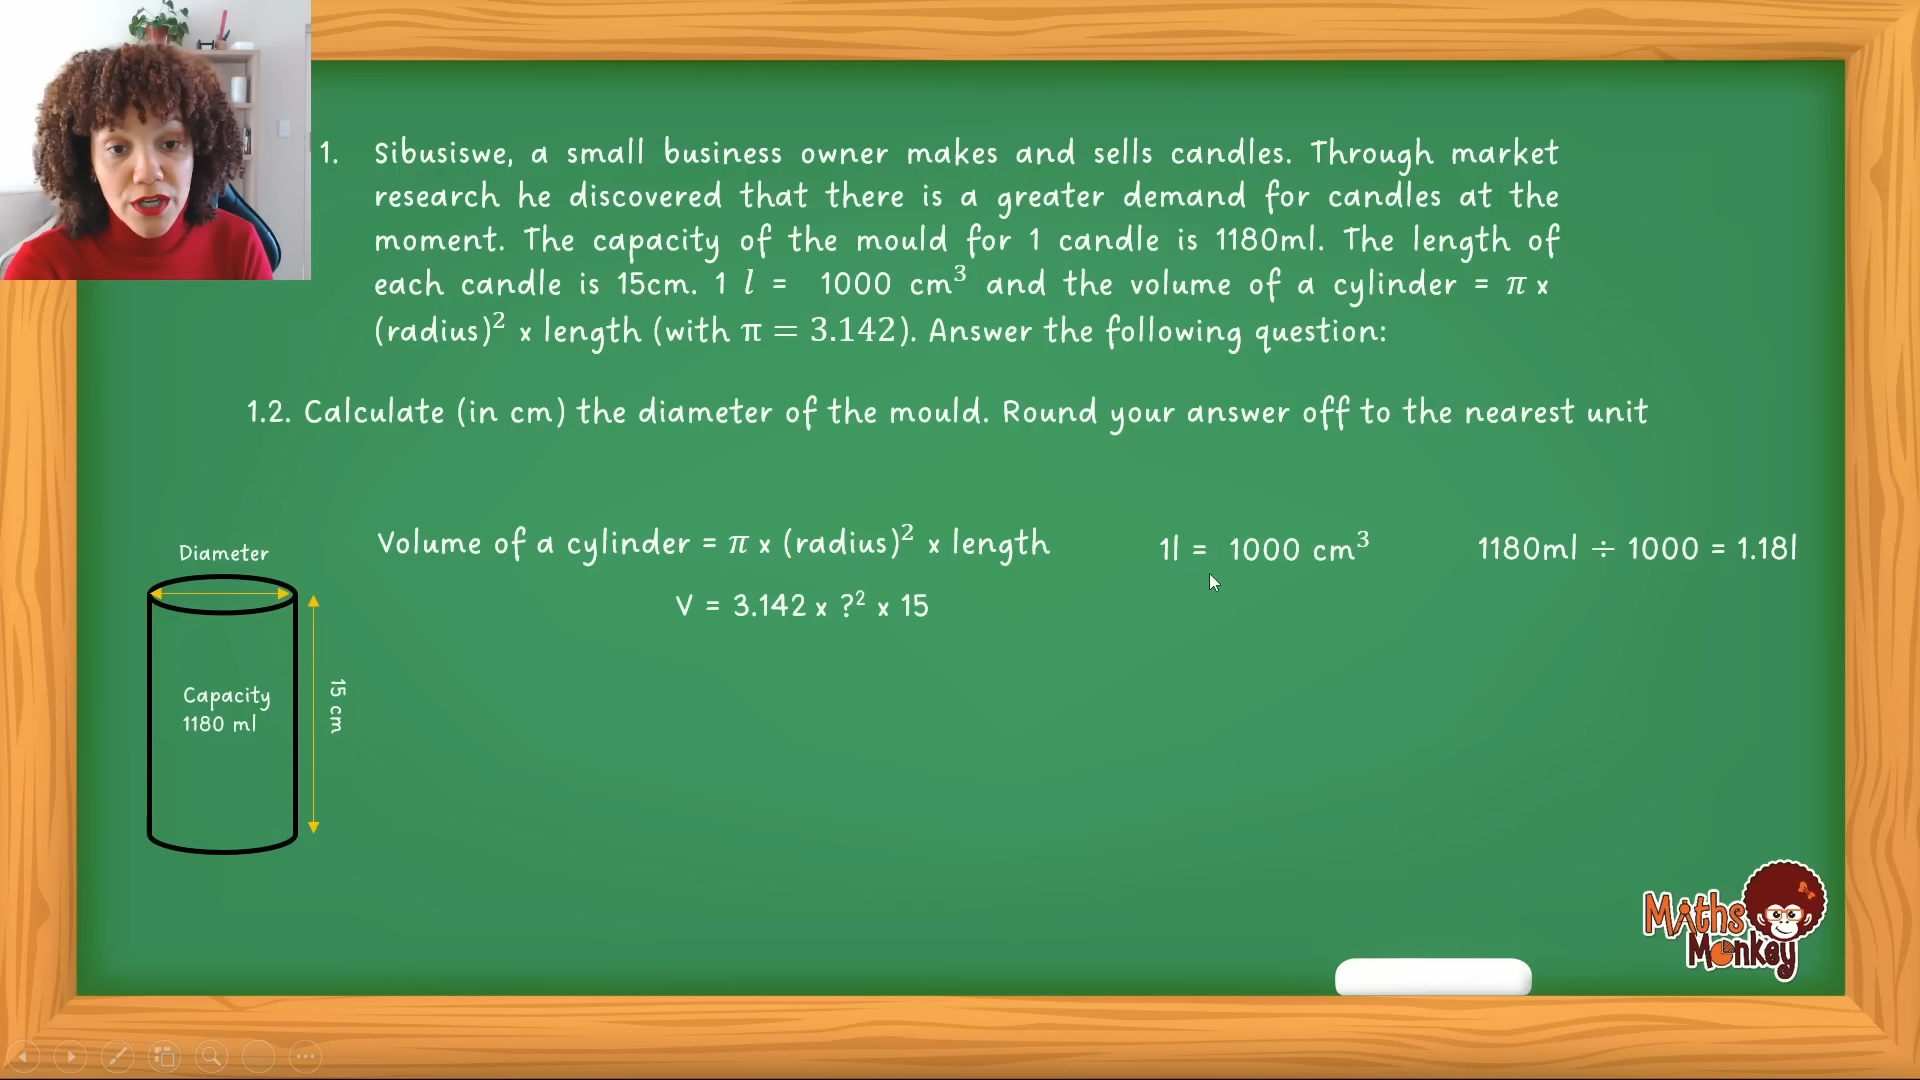 1. Sibusiswe, a small business owner makes and sells candles. Through market
research he discovered that there is a greater demand for candles at the
moment. The capacity of the mould for 1 candle is 1180ml. The length of
each candle is 15cm. 1 l = 1000 cm³ and the volume of a cylinder = π x
(radius)² x length (with π = 3.142). Answer the following question:
1.2. Calculate (in cm) the diameter of the mould. Round your answer off to the nearest unit
Volume of a cylinder = π x (radius)² x length
1l = 1000 cm³
1180ml ÷ 1000 = 1.18l
V = 3.142 x ?² x 15
Diameter
Capacity
1180 ml
15 cm
Maths
Monkey